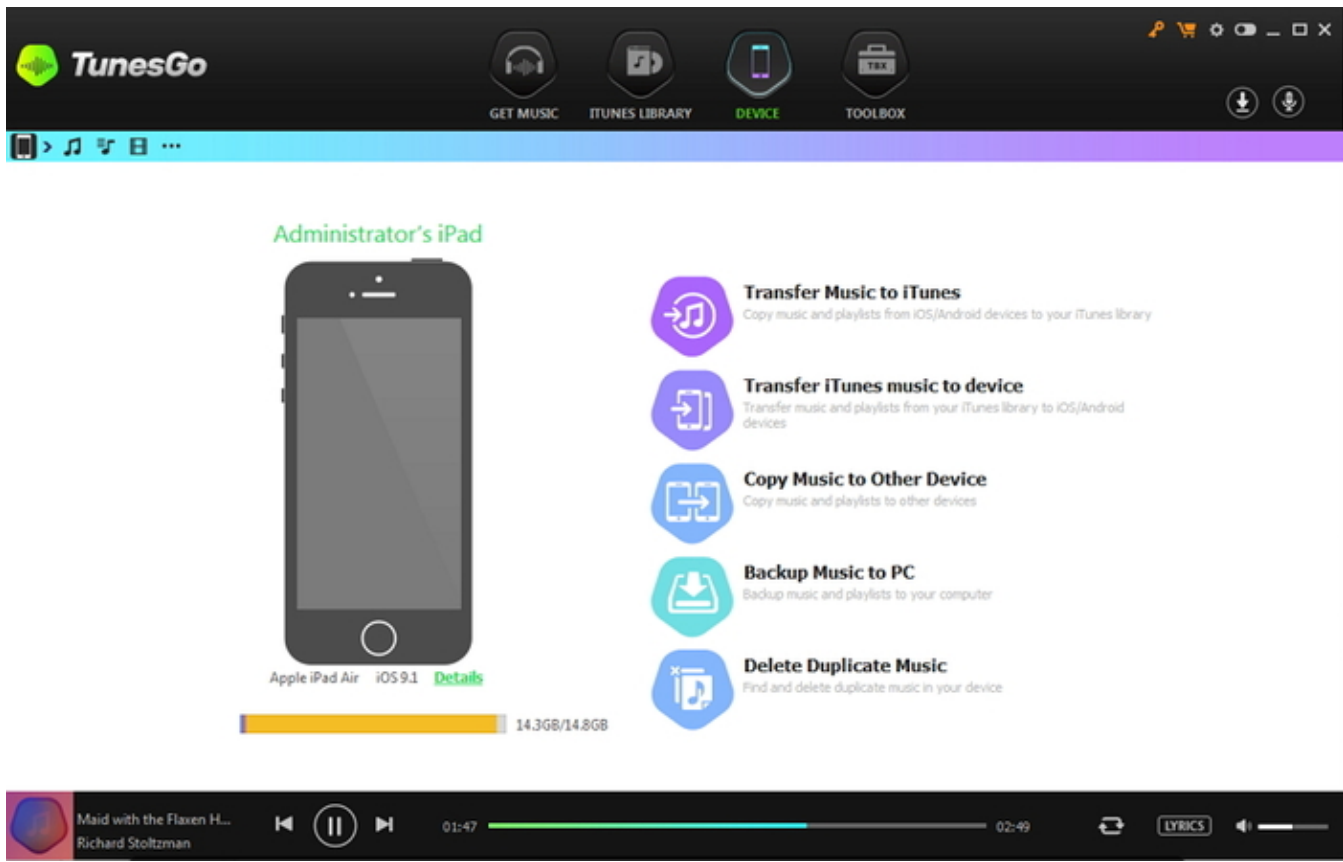 TunesGo
GET MUSIC
ITUNES LIBRARY
DEVICE
TBX
TOOLBOX
Administrator's iPad
Transfer Music to iTunes
Copy music and playlists from iOS/Android devices to your iTunes library
Transfer iTunes music to device
Transfer music and playlists from your iTunes library to iOS/Android
devices
Copy Music to Other Device
Copy music and playlists to other devices
Backup Music to PC
Backup music and playlists to your computer
Delete Duplicate Music
Find and delete duplicate music in your device
Apple iPad Air iOS 9.1 Details
14.3GB/14.8GB
Maid with the Flaxen H...
Richard Stoltzman
01:47
02:49
LYRICS